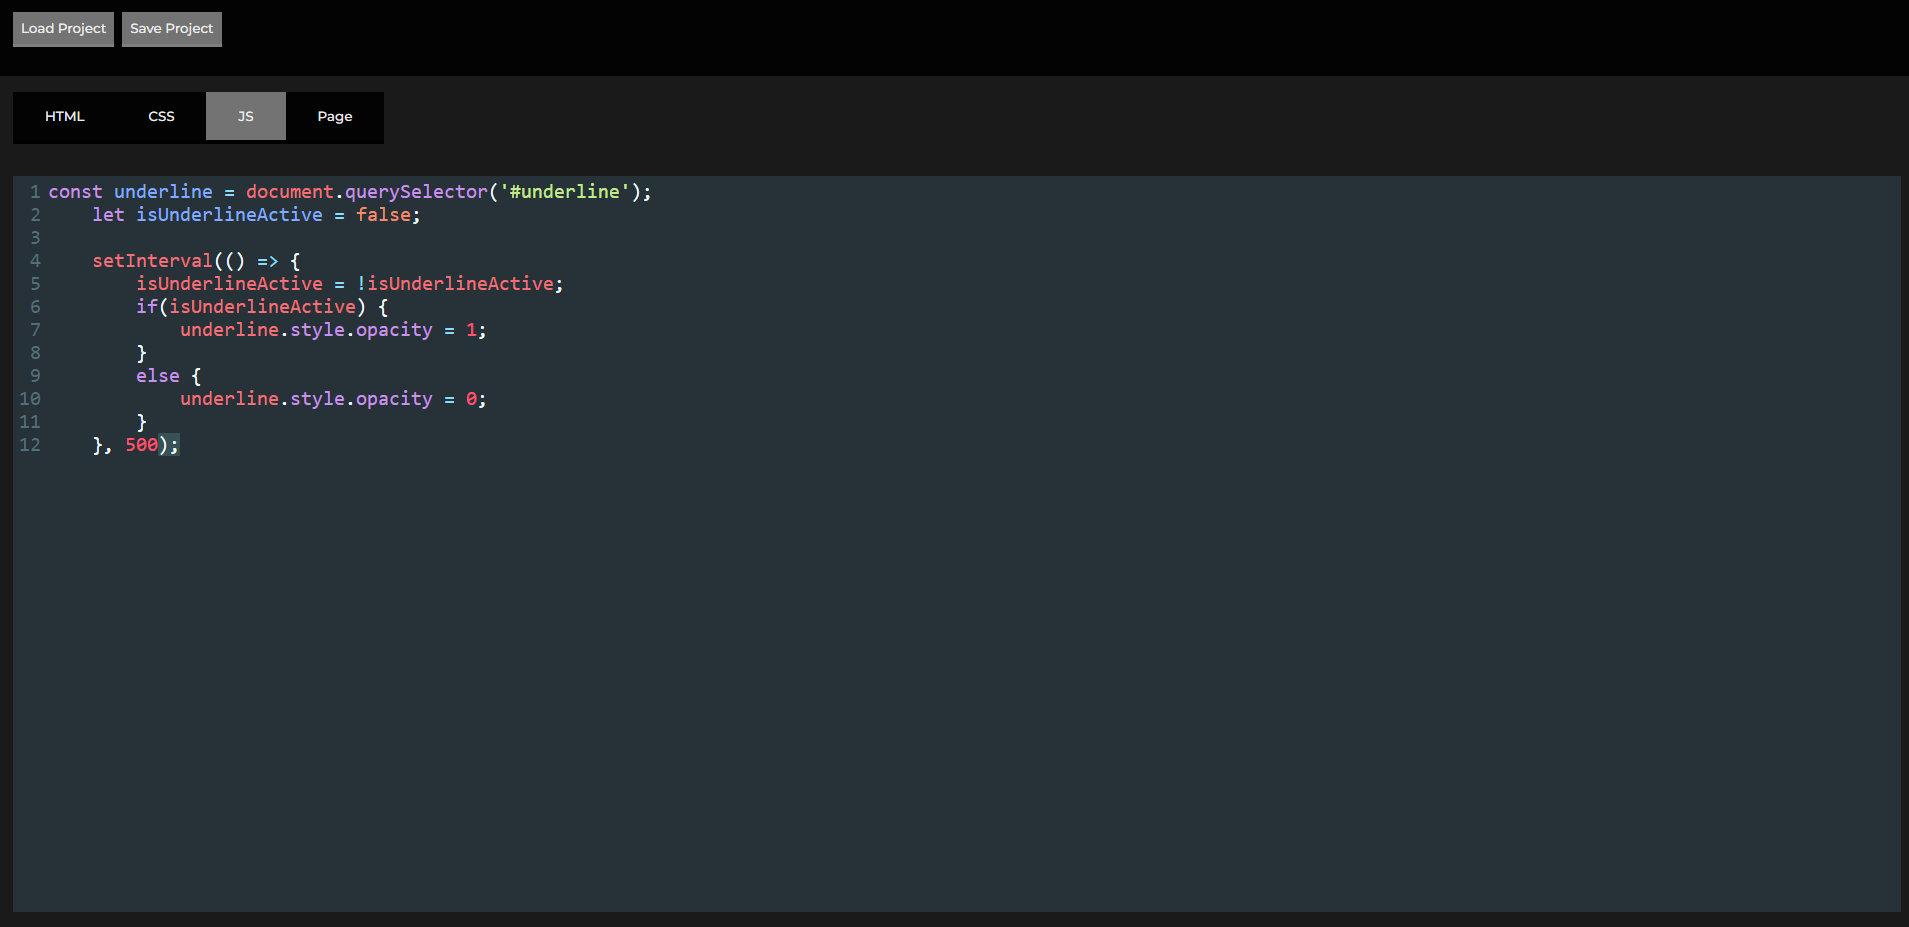 Load Project Save Project
HTML CSS JS Page
1 const underline = document.querySelector('#underline');
2     let isUnderlineActive = false;
3
4     setInterval(() => {
5         isUnderlineActive = !isUnderlineActive;
6         if(isUnderlineActive) {
7             underline.style.opacity = 1;
8         }
9         else {
10             underline.style.opacity = 0;
11         }
12     }, 500);